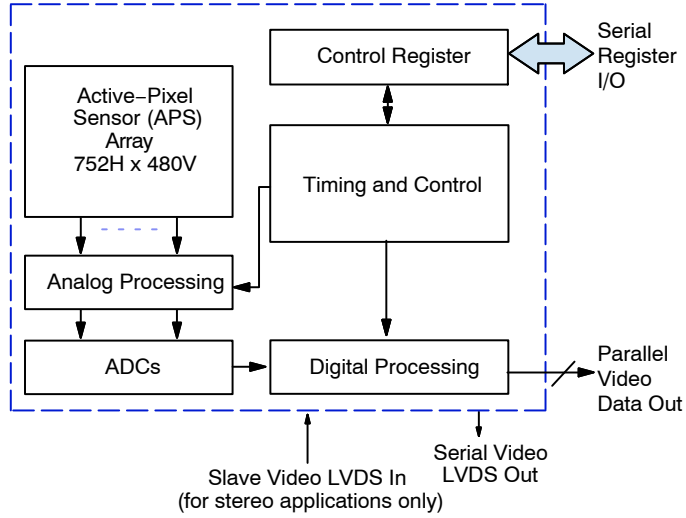 Control Register
Serial
Register
I/O
Active−Pixel
Sensor (APS)
Array
752H x 480V
Timing and Control
Analog Processing
ADCs
Digital Processing
Parallel
Video
Data Out
Slave Video LVDS In
(for stereo applications only)
Serial Video
LVDS Out